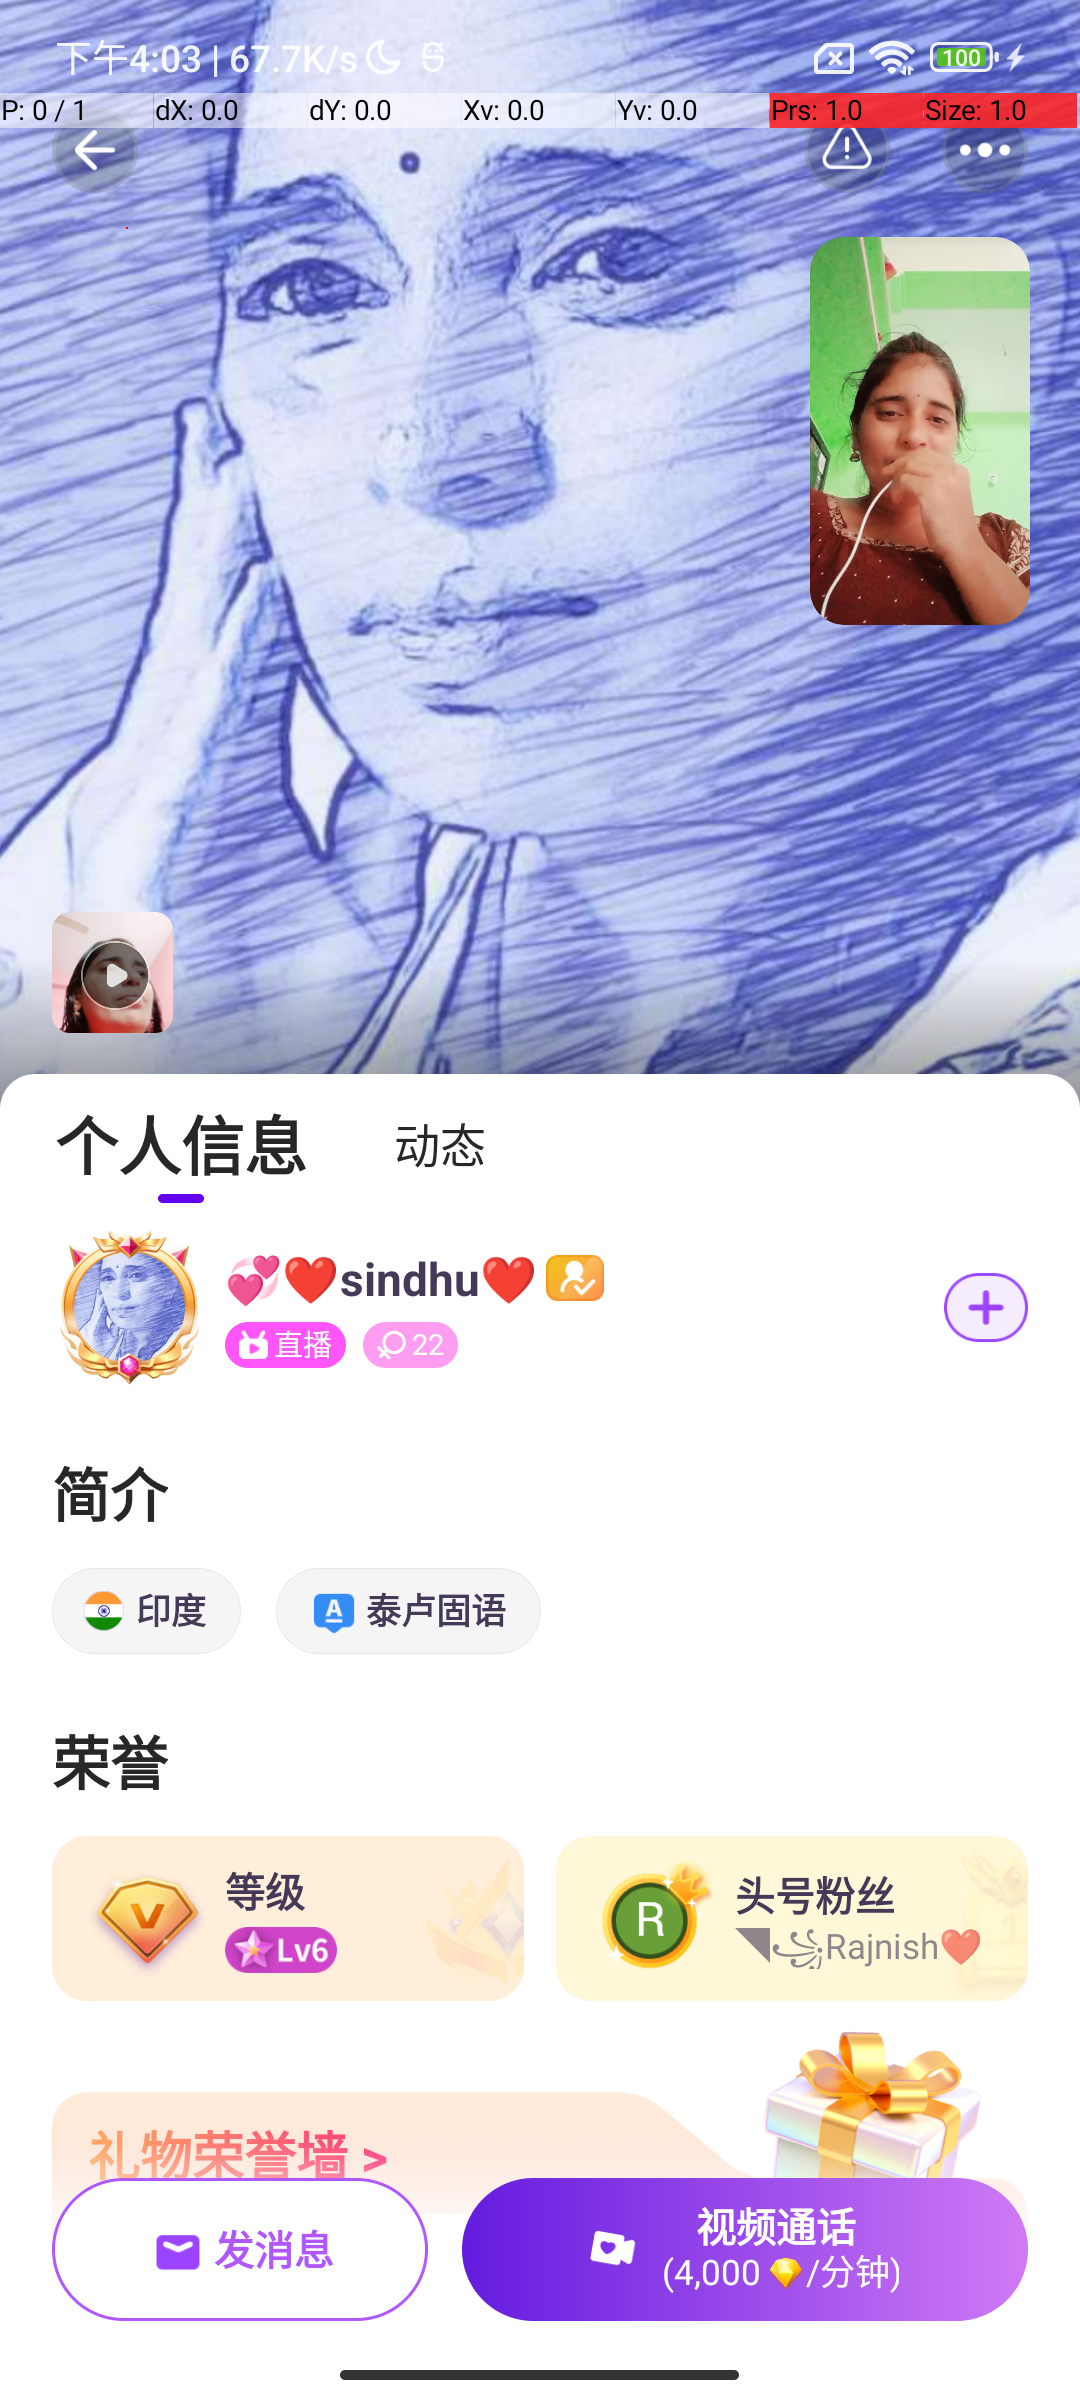 下午4:03 | 67.7K/s
100
P: 0 / 1 dX: 0.0 dY: 0.0 Xv: 0.0 Yv: 0.0 Prs: 1.0 Size: 1.0
个人信息 动态
💞❤️sindhu❤️
直播 22
简介
印度 A 泰卢固语
荣誉
等级
Lv6
R
头号粉丝
◥꧁Rajnish❤️
礼物荣誉墙 >
发消息
视频通话
(4,000 /分钟)